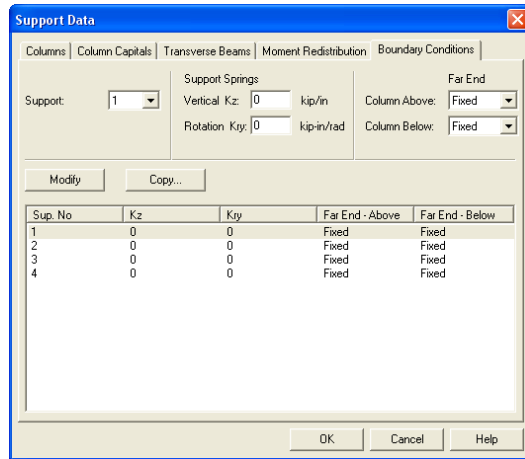 Support Data
Columns Column Capitals Transverse Beams Moment Redistribution Boundary Conditions
Support Springs Far End
Support: 1 Vertical Kz: 0 kip/in Column Above: Fixed
Rotation Kry: 0 kip-in/rad Column Below: Fixed
Modify Copy...
Sup. No Kz Kry Far End - Above Far End - Below
1 0 0 Fixed Fixed
2 0 0 Fixed Fixed
3 0 0 Fixed Fixed
4 0 0 Fixed Fixed
OK Cancel Help